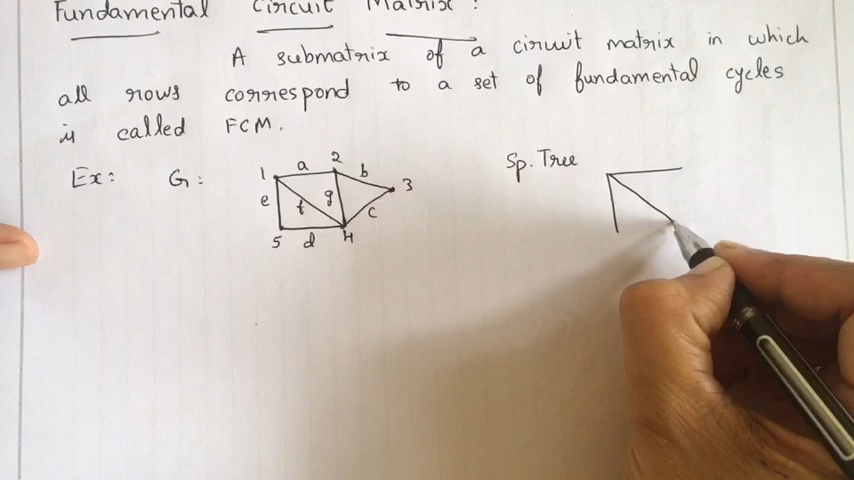 Fundamental Circuit Matrix :
A submatrix of a ciruit matrix in which
all rows correspond to a set of fundamental cycles
is called FCM.
Ex: G: Sp. Tree
1 a 2 b 3
e f g c
5 d 4